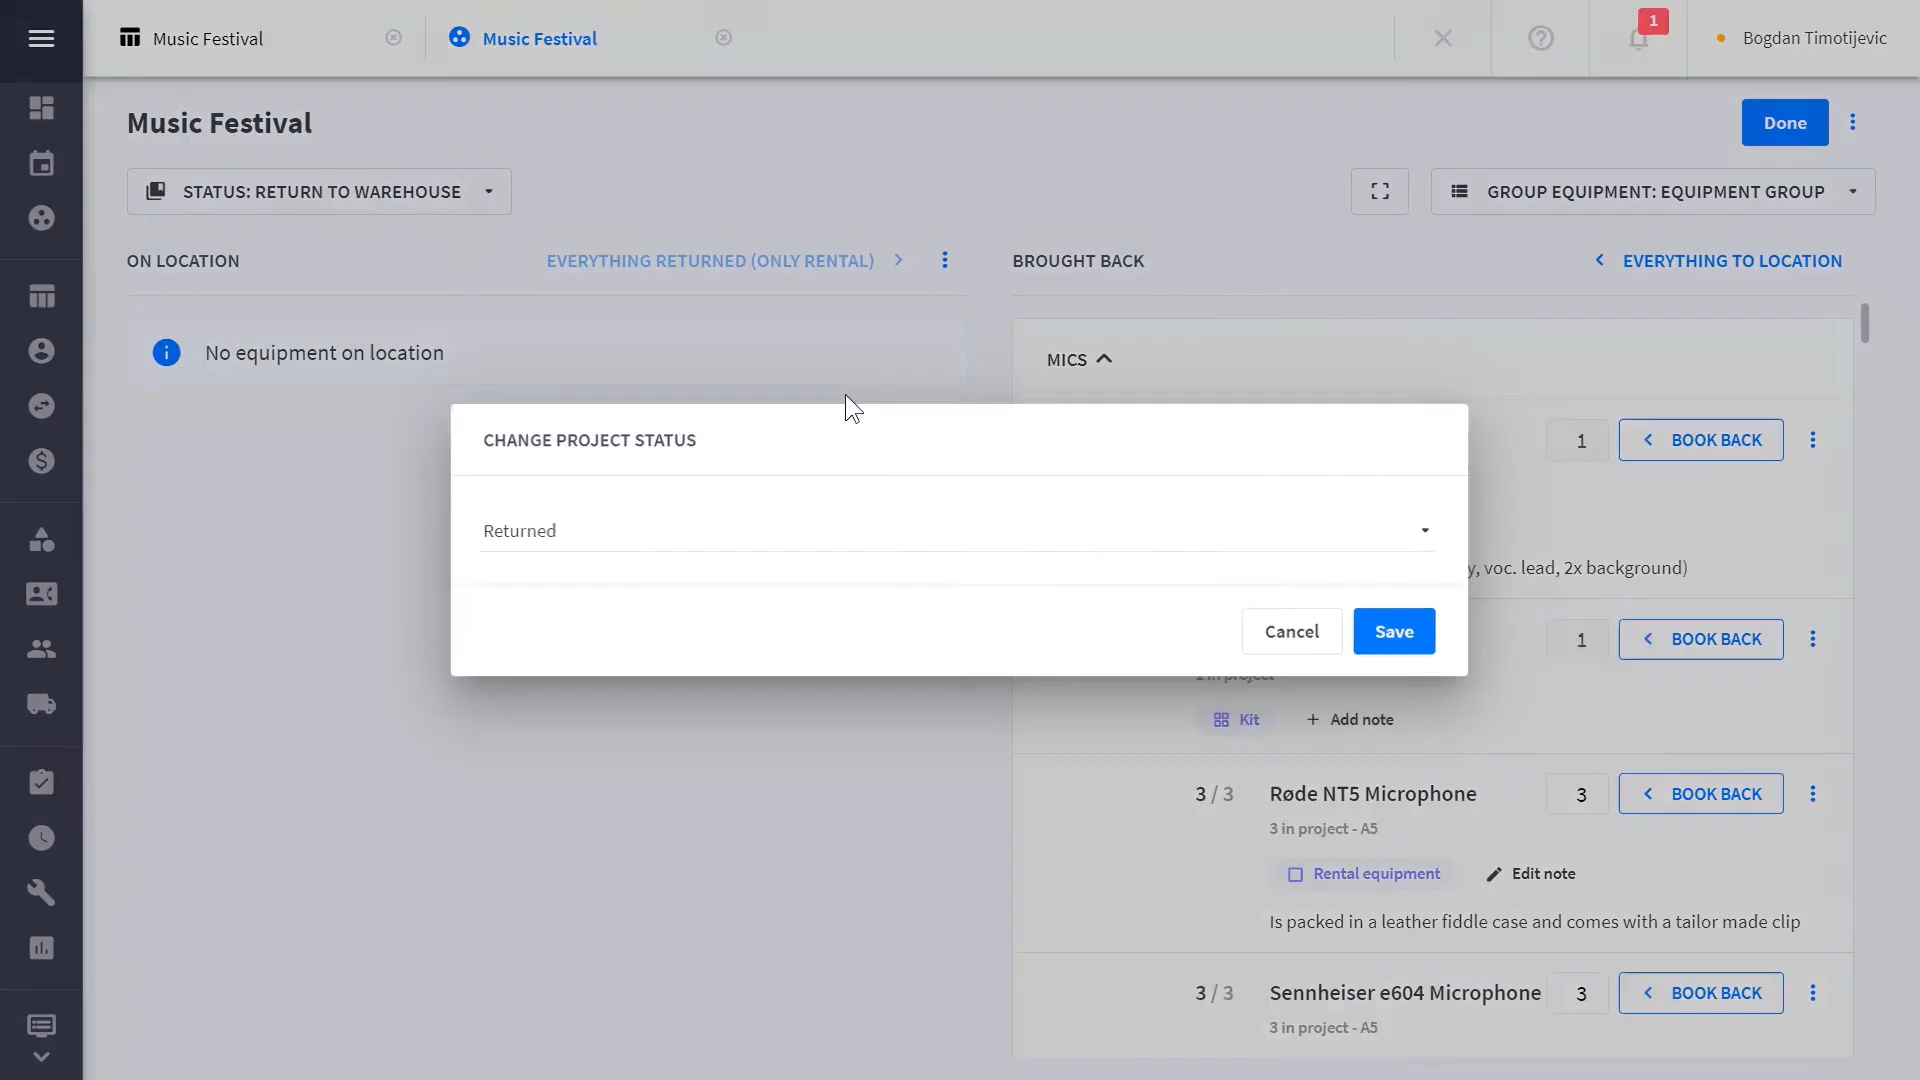 Music Festival
Music Festival
1
Bogdan Timotijevic
Music Festival
Done
STATUS: RETURN TO WAREHOUSE
GROUP EQUIPMENT: EQUIPMENT GROUP
ON LOCATION
EVERYTHING RETURNED (ONLY RENTAL)
BROUGHT BACK
EVERYTHING TO LOCATION
No equipment on location
MICS
CHANGE PROJECT STATUS
Returned
Cancel
Save
1
BOOK BACK
y, voc. lead, 2x background)
1
BOOK BACK
in project
Kit
Add note
3 / 3
Røde NT5 Microphone
3
BOOK BACK
3 in project - A5
Rental equipment
Edit note
Is packed in a leather fiddle case and comes with a tailor made clip
3 / 3
Sennheiser e604 Microphone
3
BOOK BACK
3 in project - A5